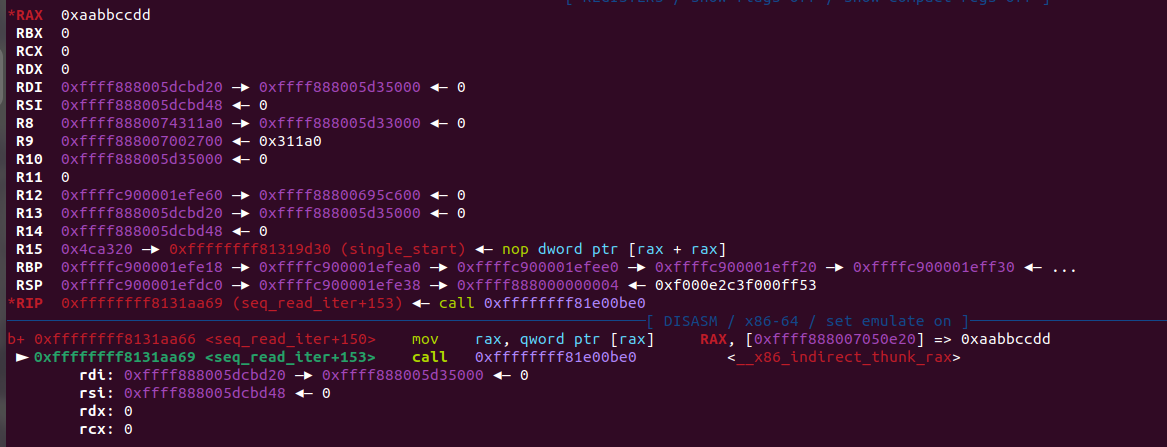 [ REGISTERS / show-flags off / show-compact-regs off ]
*RAX  0xaabbccdd
RBX  0
RCX  0
RDX  0
RDI  0xffff888005dcbd20 —▸ 0xffff888005d35000 ◂— 0
RSI  0xffff888005dcbd48 ◂— 0
R8   0xffff8880074311a0 —▸ 0xffff888005d33000 ◂— 0
R9   0xffff888007002700 ◂— 0x311a0
R10  0xffff888005d35000 ◂— 0
R11  0
R12  0xffffc900001efe60 —▸ 0xffff88800695c600 ◂— 0
R13  0xffff888005dcbd20 —▸ 0xffff888005d35000 ◂— 0
R14  0xffff888005dcbd48 ◂— 0
R15  0x4ca320 —▸ 0xffffffff81319d30 (single_start) ◂— nop dword ptr [rax + rax]
RBP  0xffffc900001efe18 —▸ 0xffffc900001efea0 —▸ 0xffffc900001efee0 —▸ 0xffffc900001eff20 —▸ 0xffffc900001eff30 ◂— ...
RSP  0xffffc900001efdc0 —▸ 0xffffc900001efe38 —▸ 0xffff888000000004 ◂— 0xf000e2c3f000ff53
*RIP  0xffffffff8131aa69 (seq_read_iter+153) ◂— call 0xffffffff81e00be0
[ DISASM / x86-64 / set emulate on ]
b+ 0xffffffff8131aa66 <seq_read_iter+150>    mov    rax, qword ptr [rax]     RAX, [0xffff888007050e20] => 0xaabbccdd
► 0xffffffff8131aa69 <seq_read_iter+153>    call   0xffffffff81e00be0           <__x86_indirect_thunk_rax>
rdi: 0xffff888005dcbd20 —▸ 0xffff888005d35000 ◂— 0
rsi: 0xffff888005dcbd48 ◂— 0
rdx: 0
rcx: 0